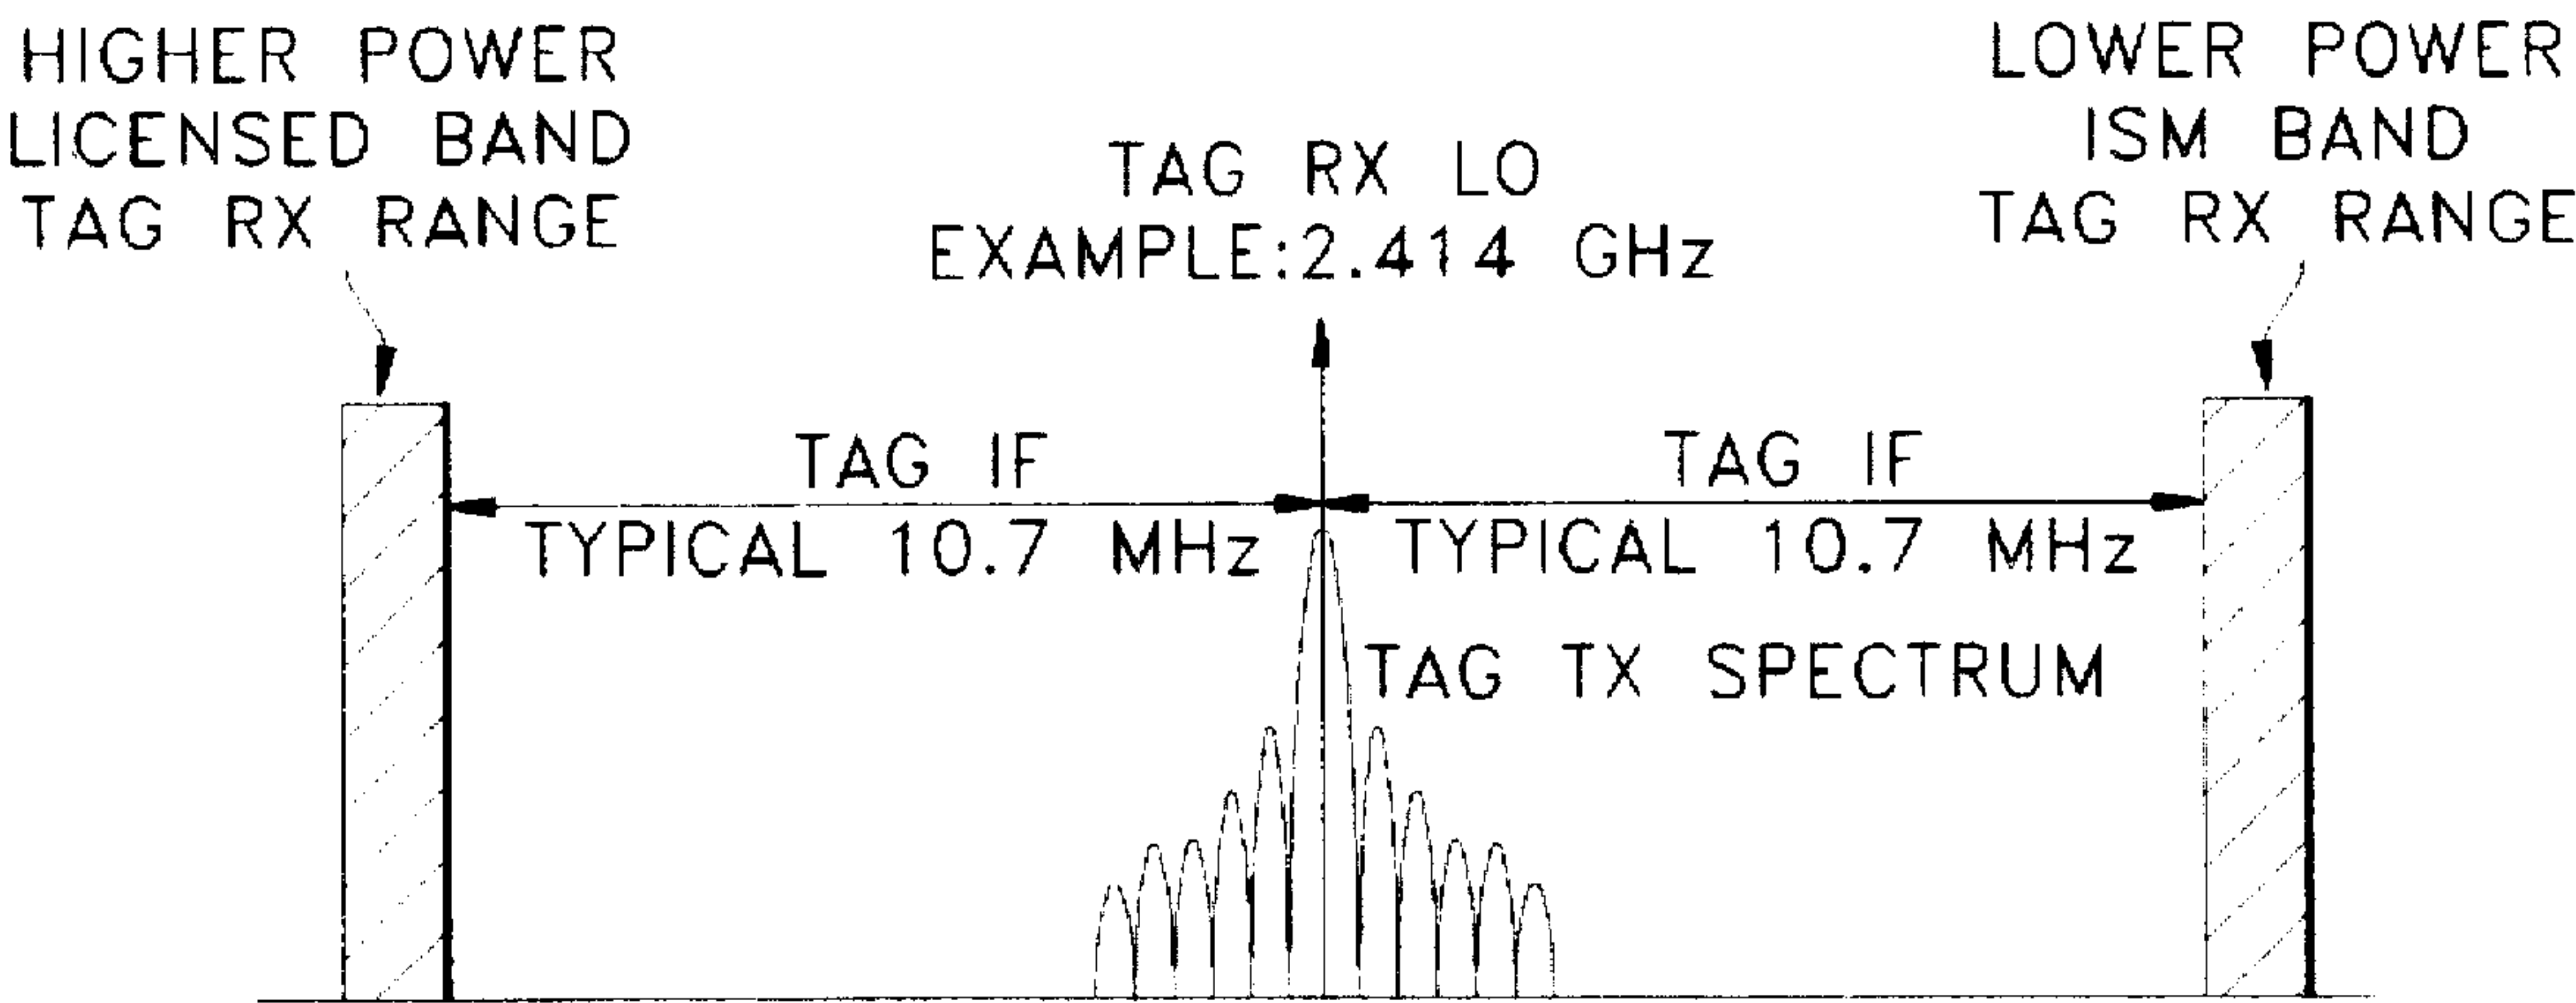 HIGHER POWER
LICENSED BAND
TAG RX RANGE
TAG RX LO
EXAMPLE:2.414 GHz
LOWER POWER
ISM BAND
TAG RX RANGE
TAG IF
TYPICAL 10.7 MHz
TAG IF
TYPICAL 10.7 MHz
TAG TX SPECTRUM